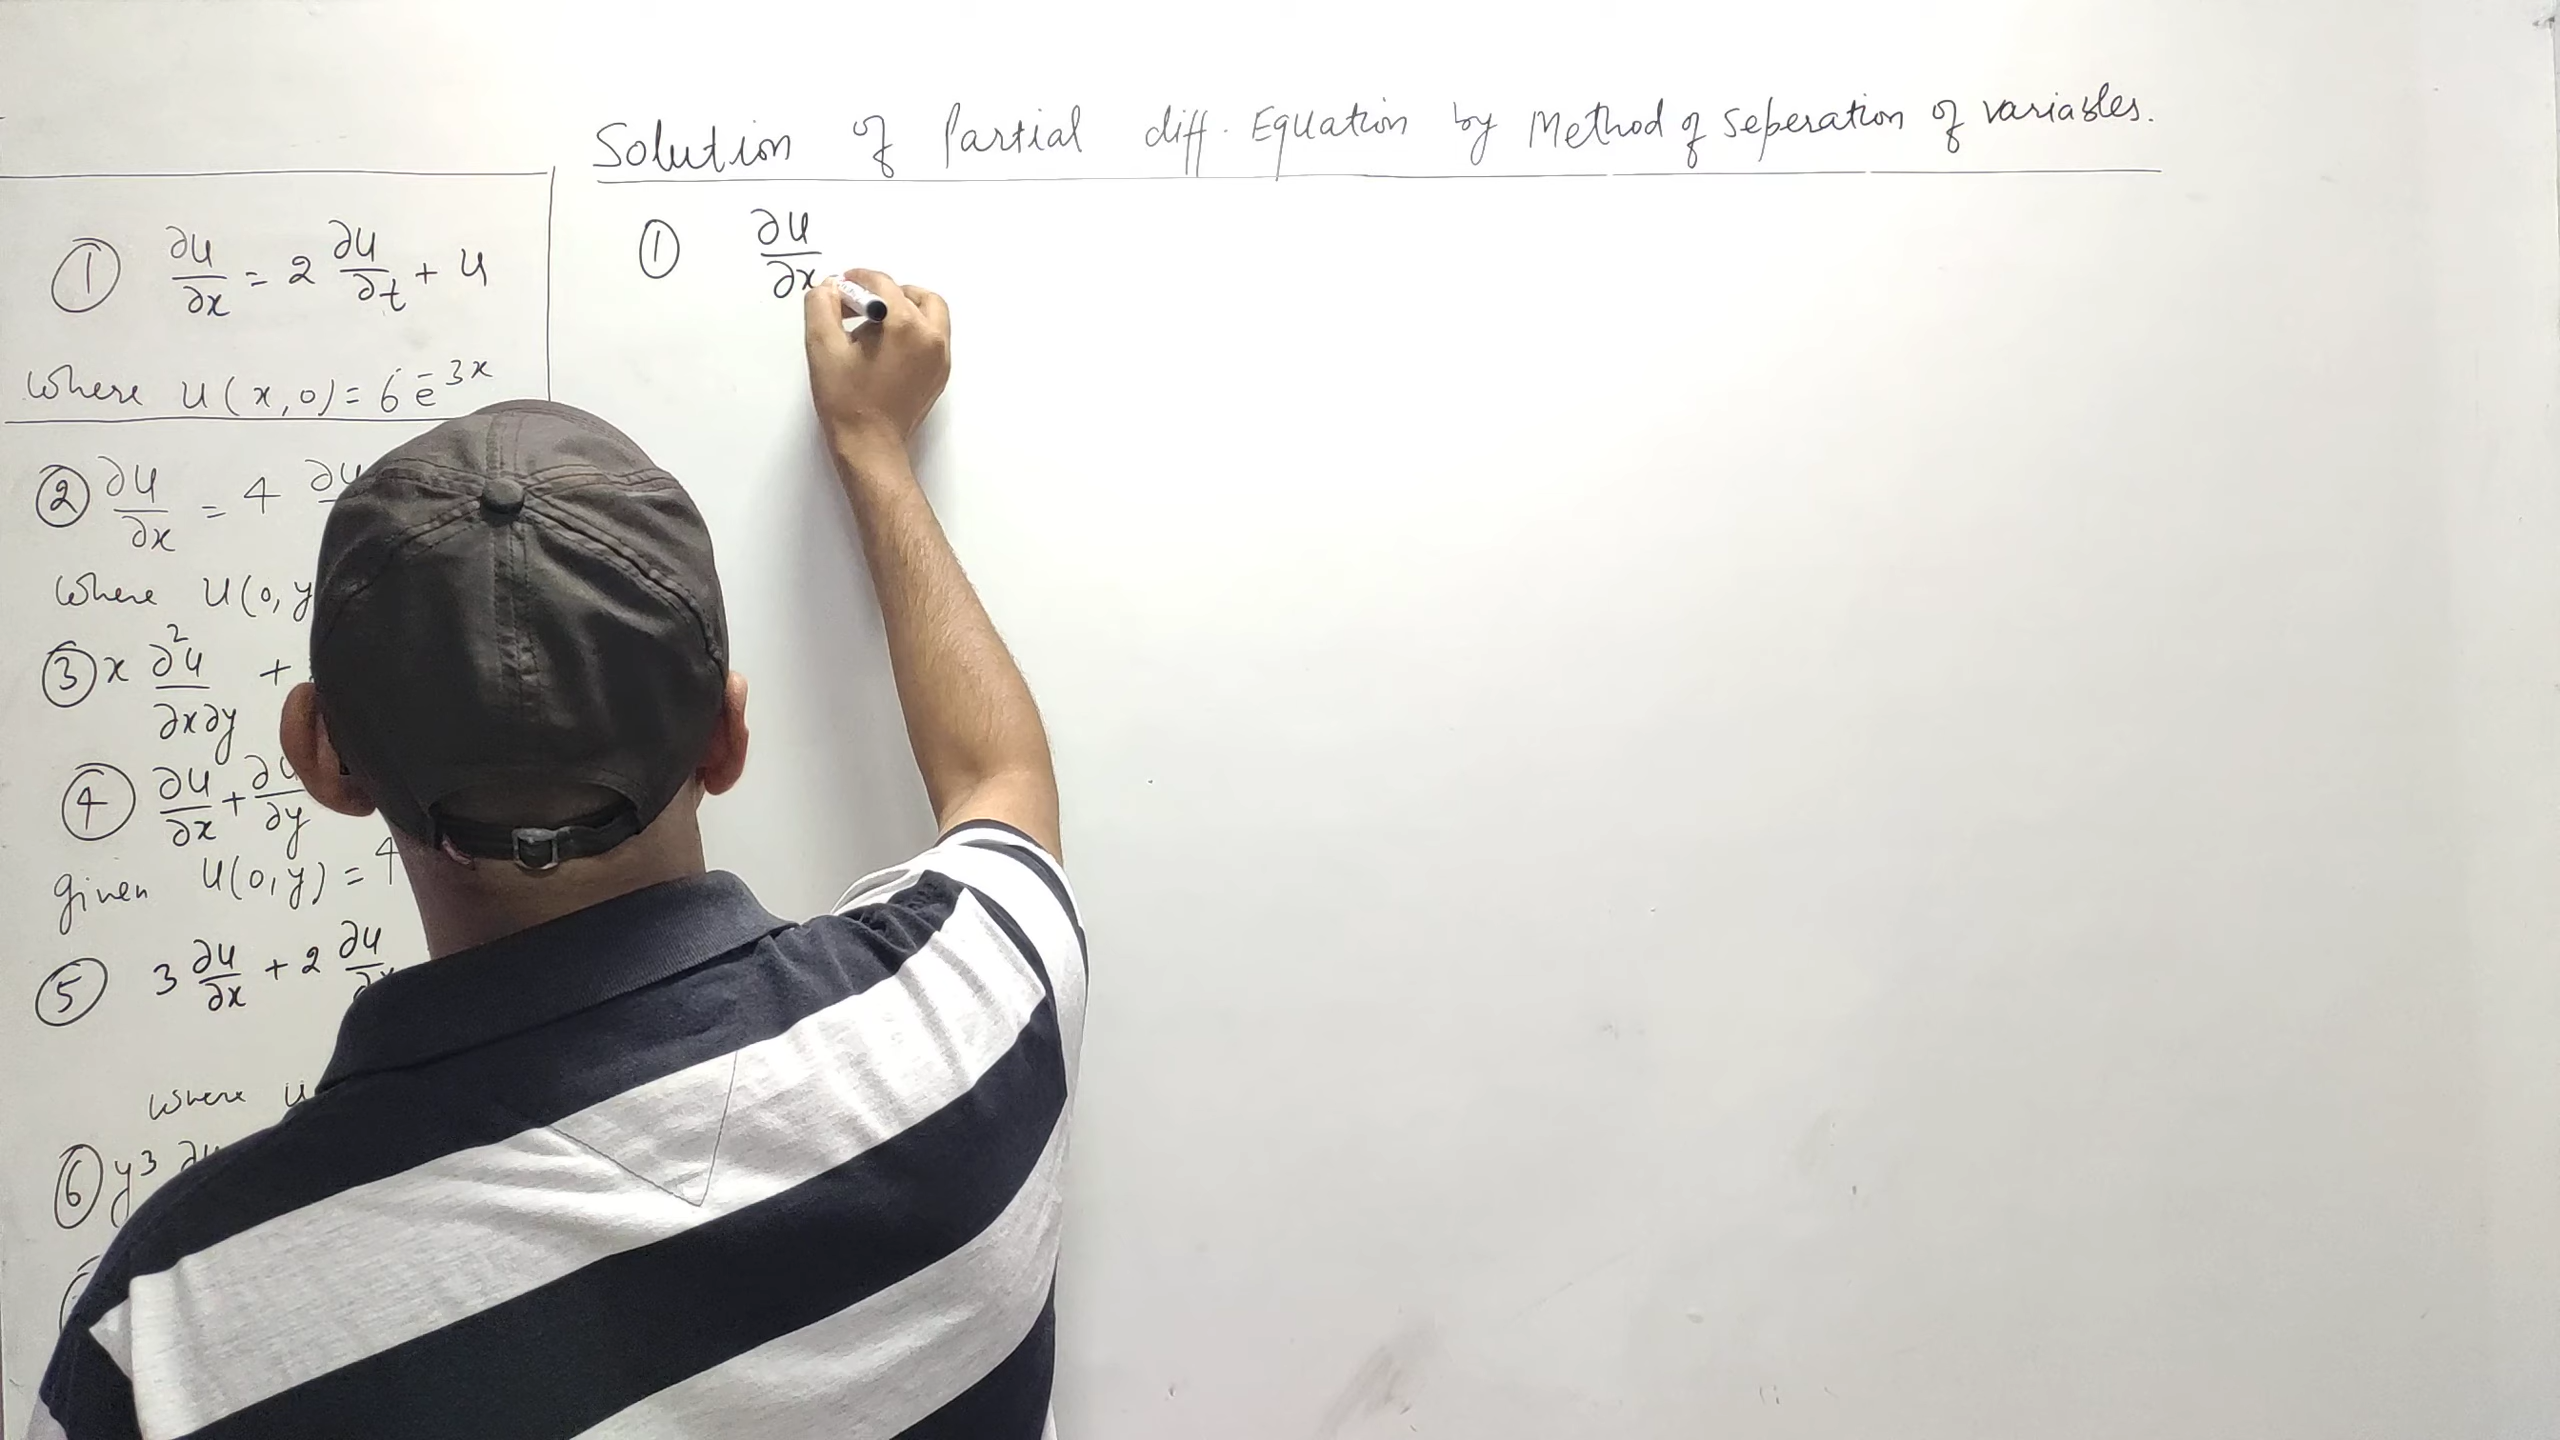 Solution of Partial diff. Equation by Method of Seperation of variables.
① ∂u/∂x = 2 ∂u/∂t + u
where u(x,0) = 6 e^-3x
② ∂u/∂x = 4 ∂u
where u(0,y
③ x ∂²u/∂x∂y +
④ ∂u/∂x + ∂u/∂y
given u(0,y) = 4
⑤ 3 ∂u/∂x + 2 ∂u
where u
⑥ y3 ∂u
① ∂u/∂x